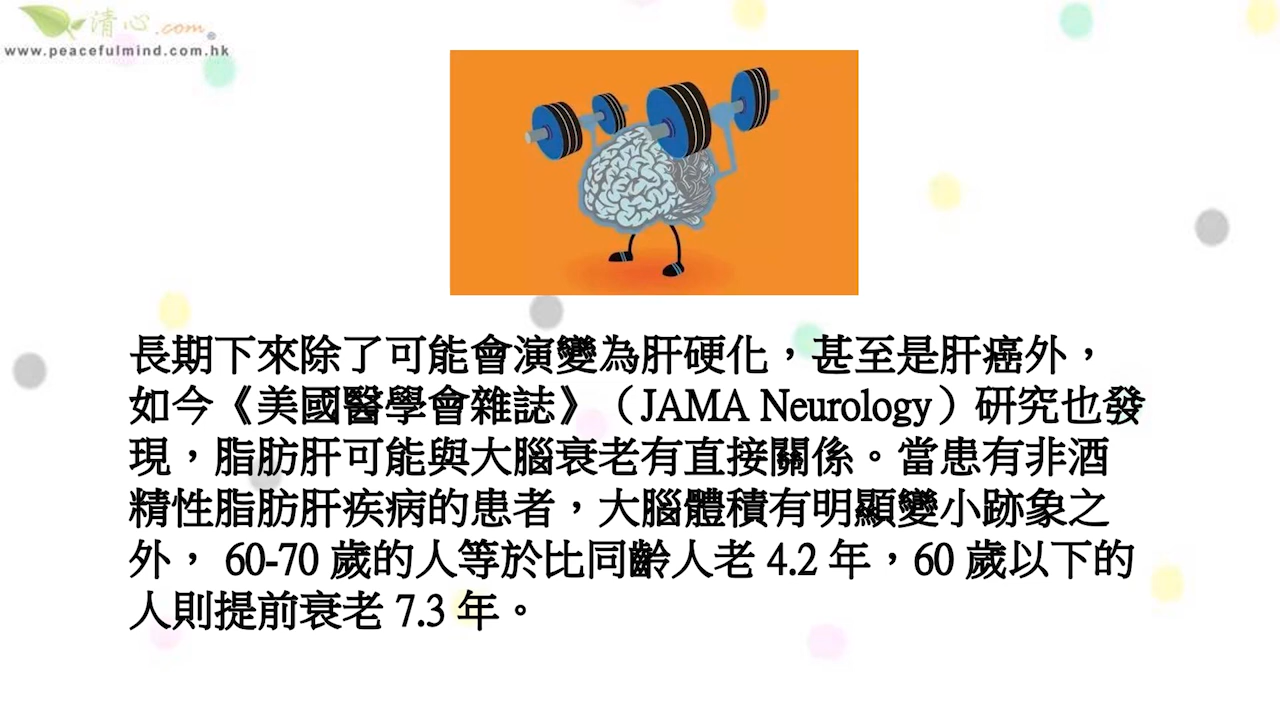 清心.com
www.peacefulmind.com.hk
長期下來除了可能會演變為肝硬化，甚至是肝癌外，
如今《美國醫學會雜誌》（JAMA Neurology）研究也發
現，脂肪肝可能與大腦衰老有直接關係。當患有非酒
精性脂肪肝疾病的患者，大腦體積有明顯變小跡象之
外， 60-70 歲的人等於比同齡人老 4.2 年，60 歲以下的
人則提前衰老 7.3 年。